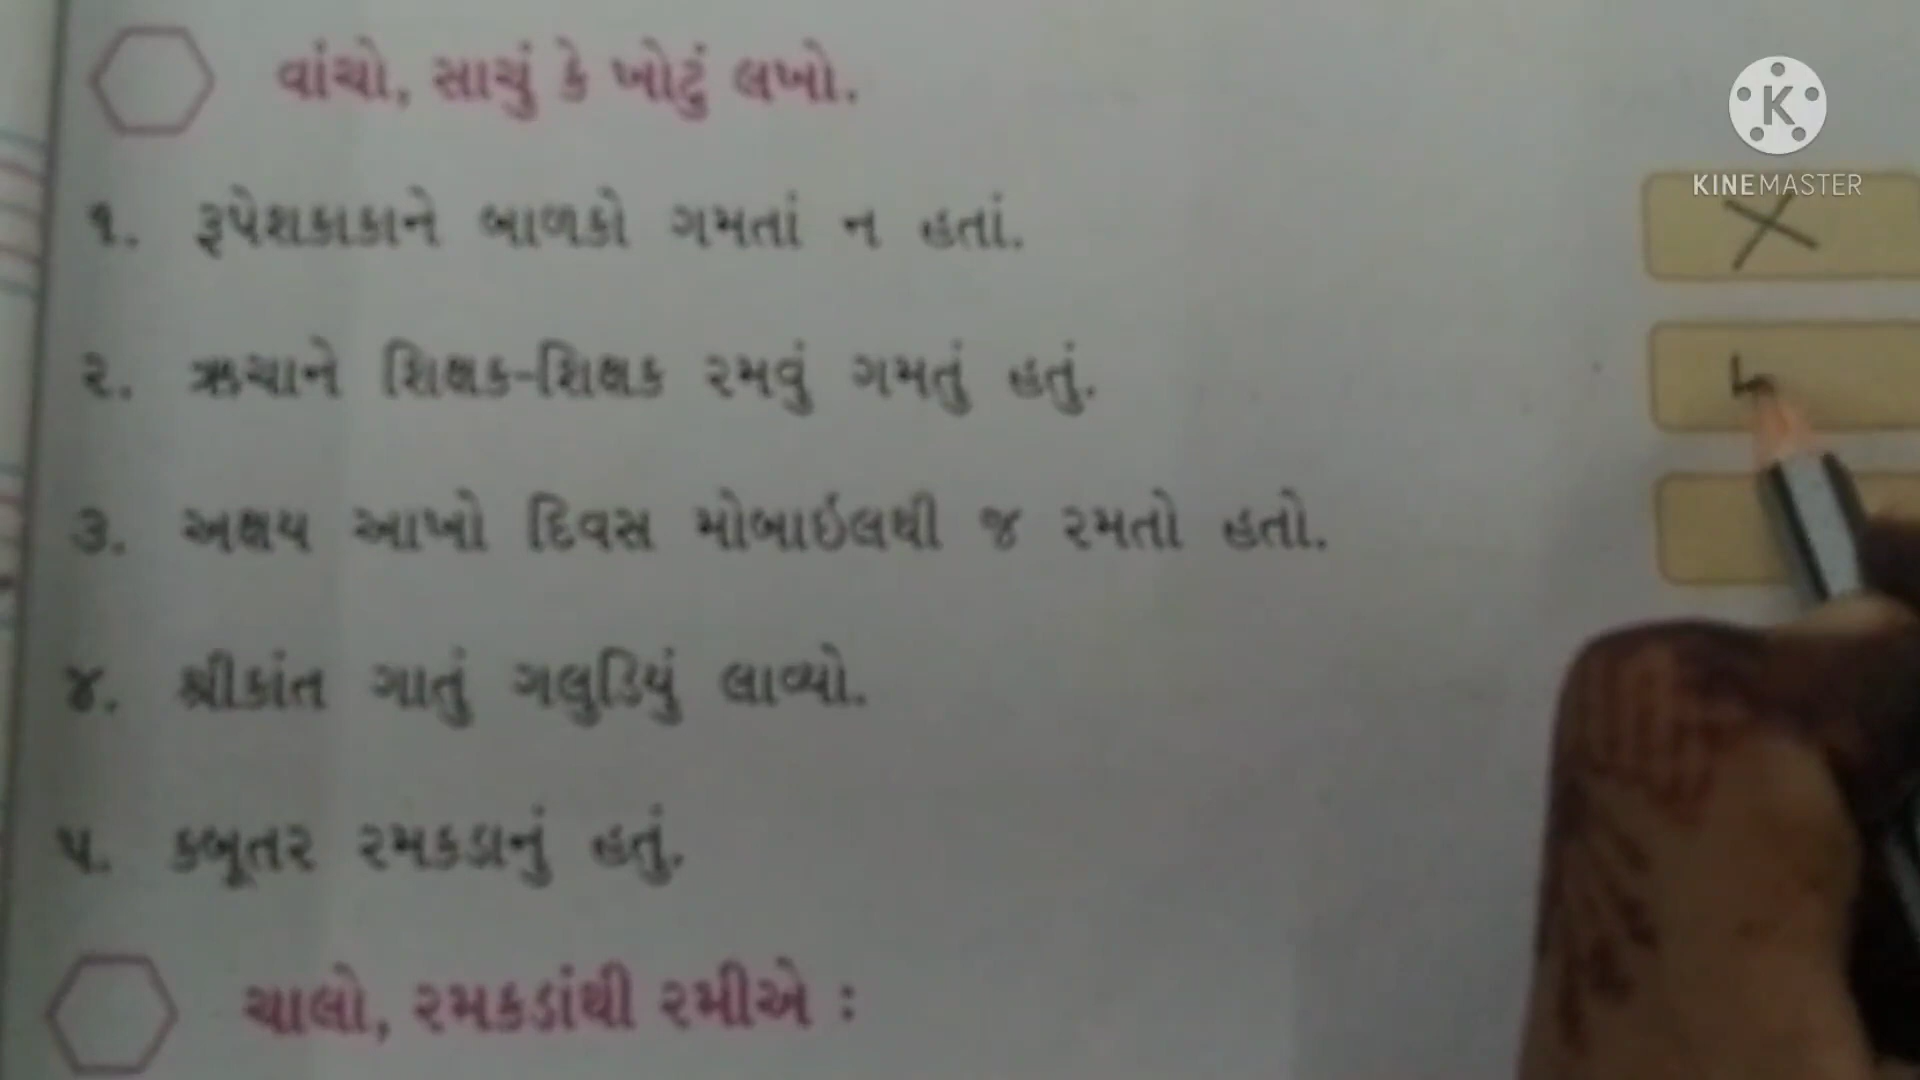 વાંચો, સાચું કે ખોટું લખો.
K
KINEMASTER
૧. રૂપેશકાકાને બાળકો ગમતાં ન હતાં. ✗
૨. ઋચાને શિક્ષક-શિક્ષક રમવું ગમતું હતું.
૩. અક્ષય આખો દિવસ મોબાઈલથી જ રમતો હતો.
૪. શ્રીકાંત ગાતું ગલુડિયું લાવ્યો.
૫. કબૂતર રમકડાનું હતું.
ચાલો, રમકડાંથી રમીએ :